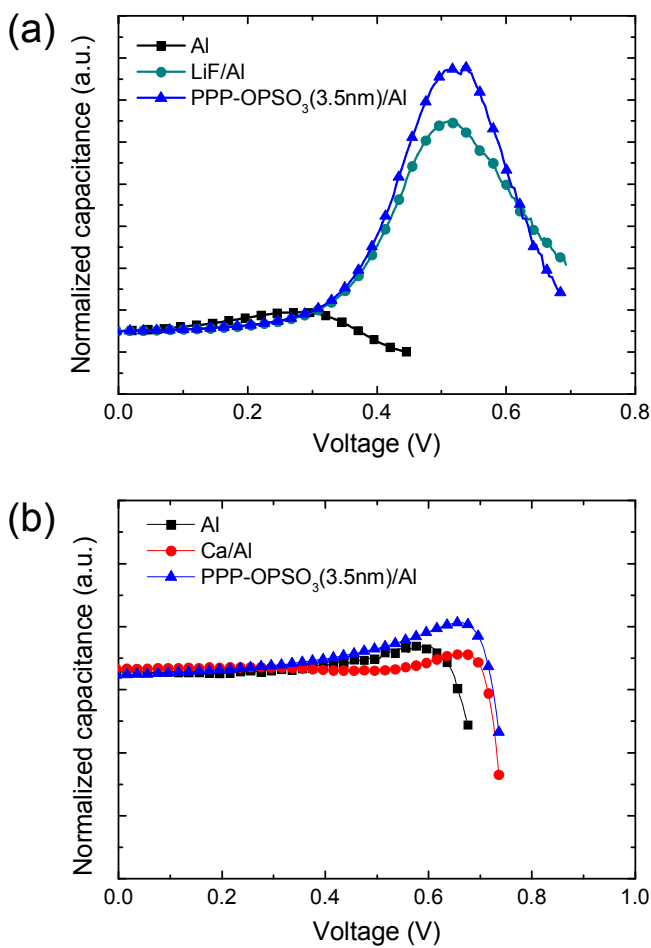 (a)
Al
LiF/Al
PPP-OPSO₃(3.5nm)/Al
Normalized capacitance (a.u.)
0.0 0.2 0.4 0.6 0.8
Voltage (V)
(b)
Al
Ca/Al
PPP-OPSO₃(3.5nm)/Al
Normalized capacitance (a.u.)
0.0 0.2 0.4 0.6 0.8 1.0
Voltage (V)